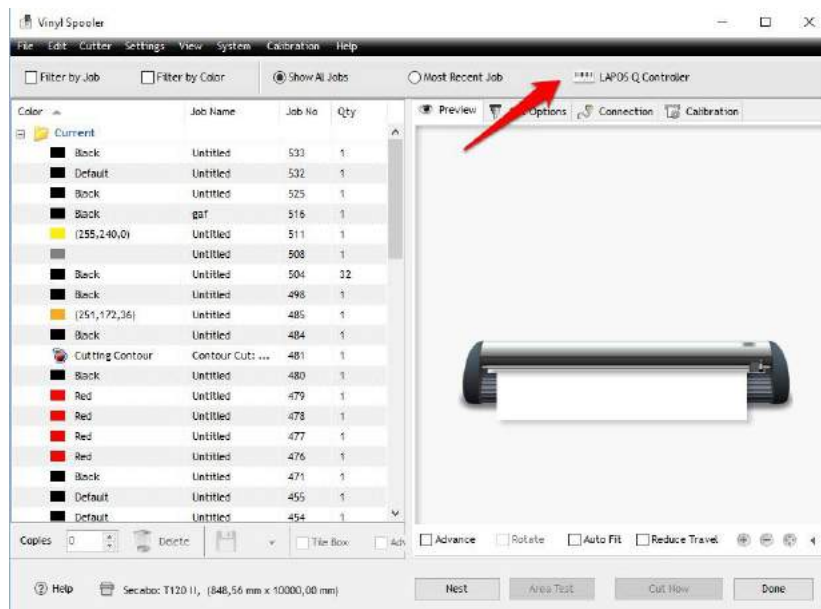 Vinyl Spooler
File Edit Cutter Settings View System Calibration Help
Filter by Job Filter by Color Show All Jobs Most Recent Job LAPOS Q Controller
Color Job Name Job No Qty
Preview Options Connection Calibration
Current
Black Untitled 533 1
Default Untitled 532 1
Black Untitled 525 1
Black gaf 516 1
(255,240,0) Untitled 511 1
Untitled 508 1
Black Untitled 504 32
Black Untitled 498 1
(251,172,36) Untitled 485 1
Black Untitled 484 1
Cutting Contour Contour Cut: ... 481 1
Black Untitled 480 1
Red Untitled 479 1
Red Untitled 478 1
Red Untitled 477 1
Red Untitled 476 1
Black Untitled 471 1
Default Untitled 455 1
Default Untitled 454 1
Copies 0 Delete Tile Box Adv
Advance Rotate Auto Fit Reduce Travel
Help Secabo: T120 II, (848,56 mm x 10000,00 mm)
Nest Area Test Cut Now Done